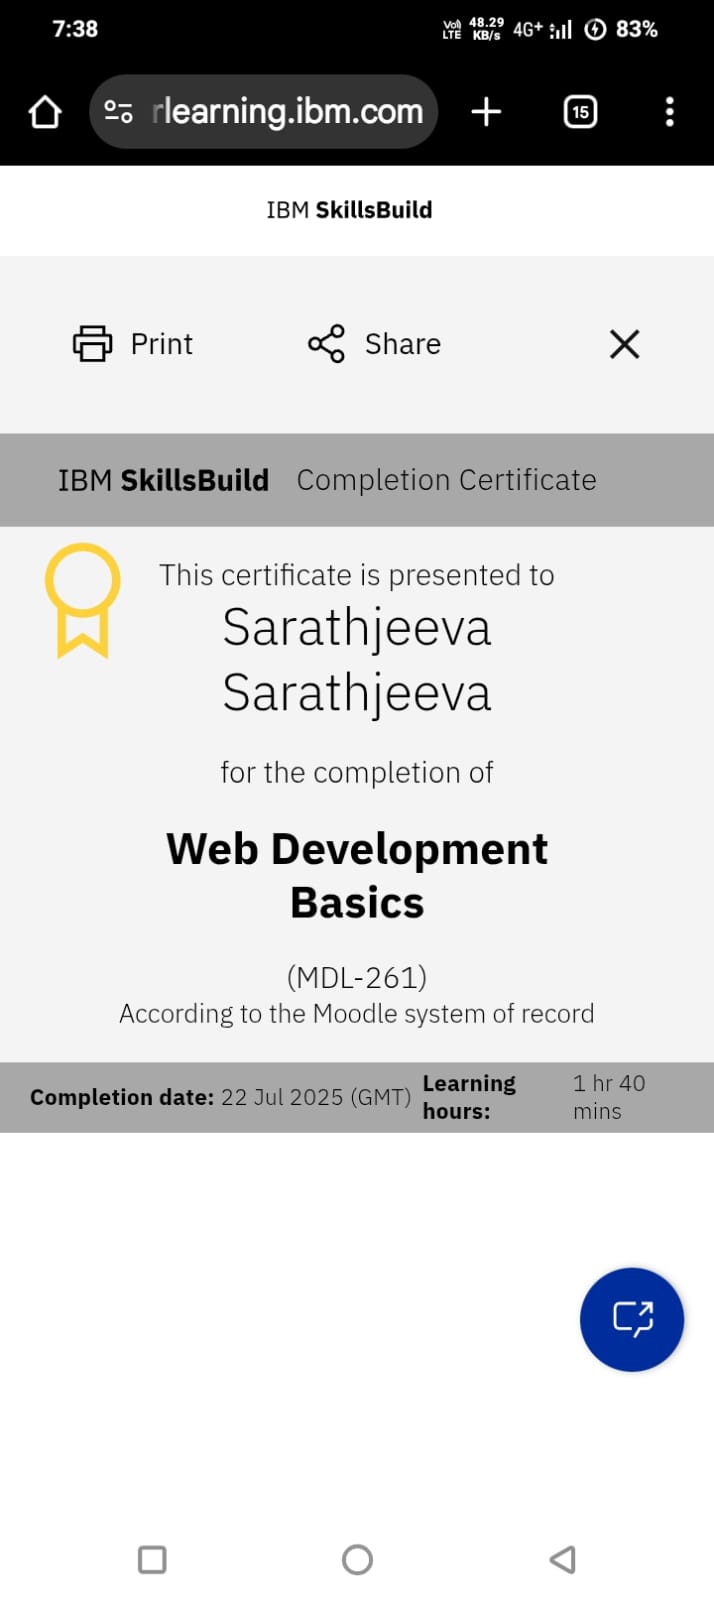 7:38
Vo)) LTE 48.29 KB/s 4G+ 83%
rlearning.ibm.com 15
IBM SkillsBuild
Print Share
IBM SkillsBuild Completion Certificate
This certificate is presented to
Sarathjeeva
Sarathjeeva
for the completion of
Web Development
Basics
(MDL-261)
According to the Moodle system of record
Completion date: 22 Jul 2025 (GMT) Learning hours: 1 hr 40 mins